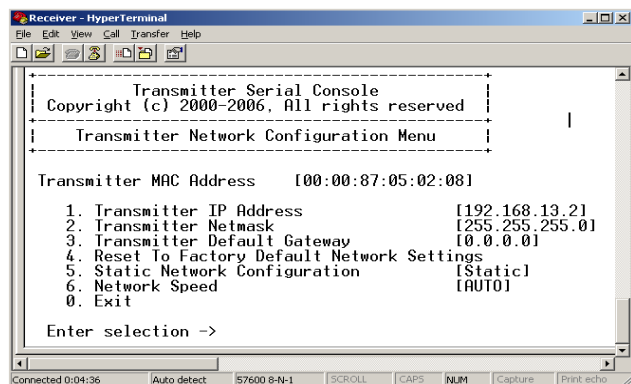 Receiver - HyperTerminal
File Edit View Call Transfer Help
Transmitter Serial Console
Copyright (c) 2000-2006, All rights reserved
Transmitter Network Configuration Menu
Transmitter MAC Address [00:00:87:05:02:08]
1. Transmitter IP Address [192.168.13.2]
2. Transmitter Netmask [255.255.255.0]
3. Transmitter Default Gateway [0.0.0.0]
4. Reset To Factory Default Network Settings
5. Static Network Configuration [Static]
6. Network Speed [AUTO]
0. Exit
Enter selection ->
Connected 0:04:36 Auto detect 57600 8-N-1 SCROLL CAPS NUM Capture Print echo